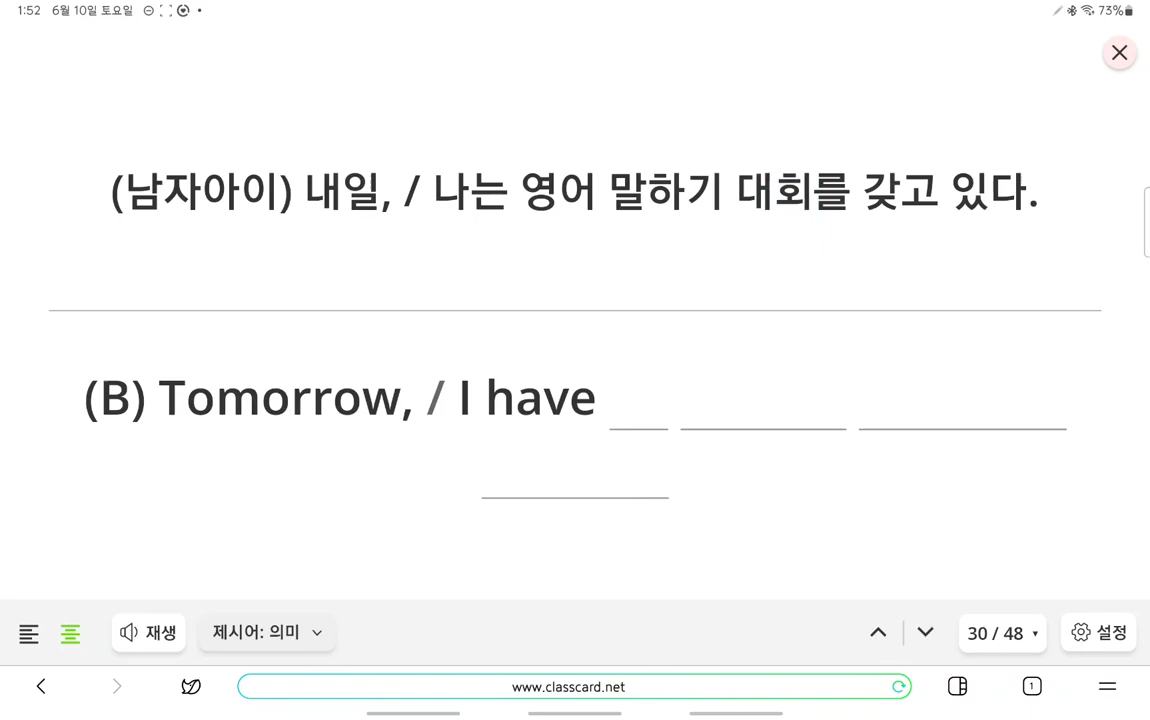 1:52 6월 10일 토요일
73%
(남자아이) 내일, / 나는 영어 말하기 대회를 갖고 있다.
(B) Tomorrow, / I have
재생
제시어: 의미
30 / 48
설정
www.classcard.net
1